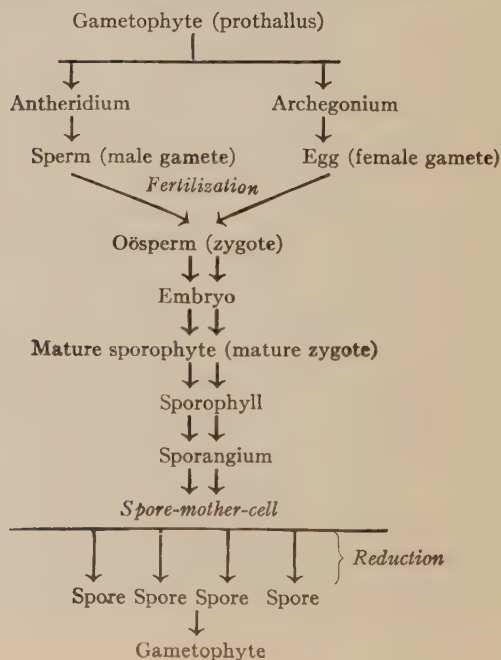 Gametophyte (prothallus)
Antheridium Archegonium
Sperm (male gamete) Egg (female gamete)
Fertilization
Oösperm (zygote)
Embryo
Mature sporophyte (mature zygote)
Sporophyll
Sporangium
Spore-mother-cell
Reduction
Spore Spore Spore Spore
Gametophyte